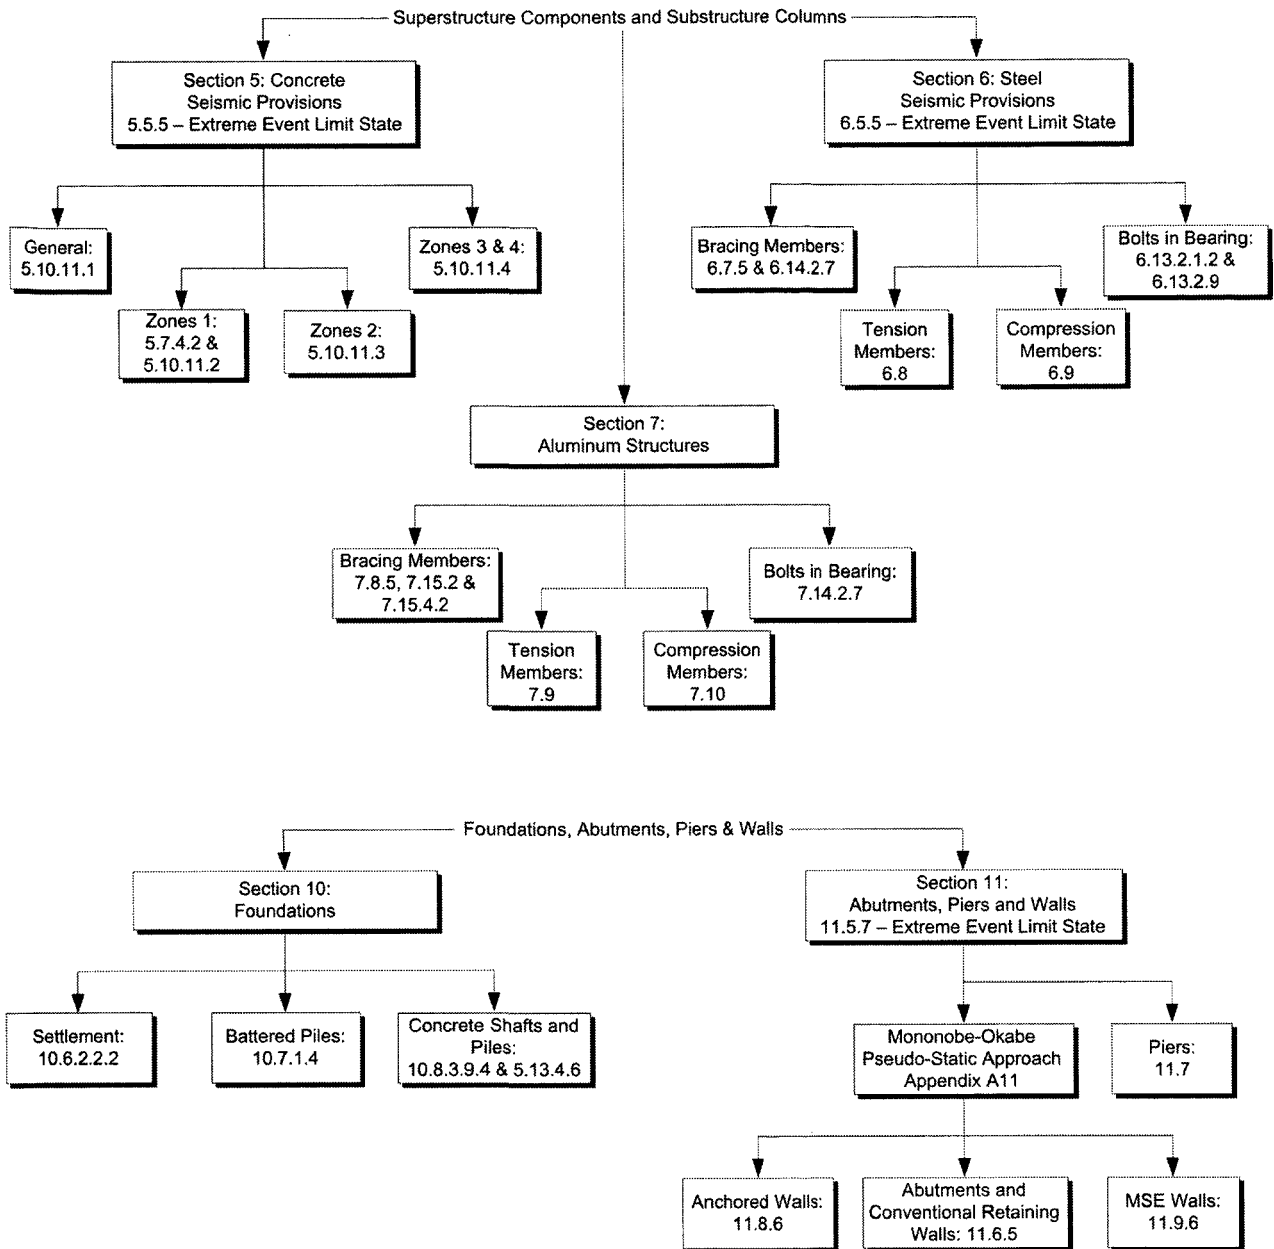 Superstructure Components and Substructure Columns
Section 5: Concrete
Seismic Provisions
5.5.5 – Extreme Event Limit State
Section 6: Steel
Seismic Provisions
6.5.5 – Extreme Event Limit State
General:
5.10.11.1
Zones 3 & 4:
5.10.11.4
Zones 1:
5.7.4.2 &
5.10.11.2
Zones 2:
5.10.11.3
Bracing Members:
6.7.5 & 6.14.2.7
Bolts in Bearing:
6.13.2.1.2 &
6.13.2.9
Tension
Members:
6.8
Compression
Members:
6.9
Section 7:
Aluminum Structures
Bracing Members:
7.8.5, 7.15.2 &
7.15.4.2
Bolts in Bearing:
7.14.2.7
Tension
Members:
7.9
Compression
Members:
7.10
Foundations, Abutments, Piers & Walls
Section 10:
Foundations
Section 11:
Abutments, Piers and Walls
11.5.7 – Extreme Event Limit State
Settlement:
10.6.2.2.2
Battered Piles:
10.7.1.4
Concrete Shafts and
Piles:
10.8.3.9.4 & 5.13.4.6
Mononobe-Okabe
Pseudo-Static Approach
Appendix A11
Piers:
11.7
Anchored Walls:
11.8.6
Abutments and
Conventional Retaining
Walls: 11.6.5
MSE Walls:
11.9.6